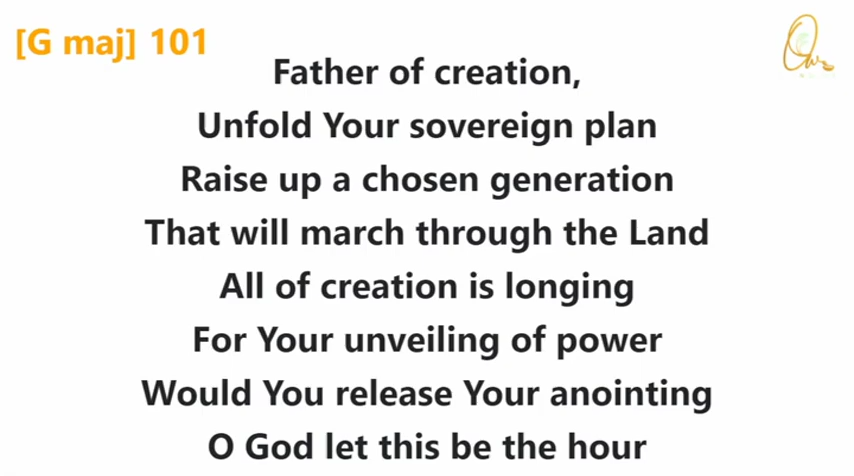 [G maj] 101
Father of creation,
Unfold Your sovereign plan
Raise up a chosen generation
That will march through the Land
All of creation is longing
For Your unveiling of power
Would You release Your anointing
O God let this be the hour